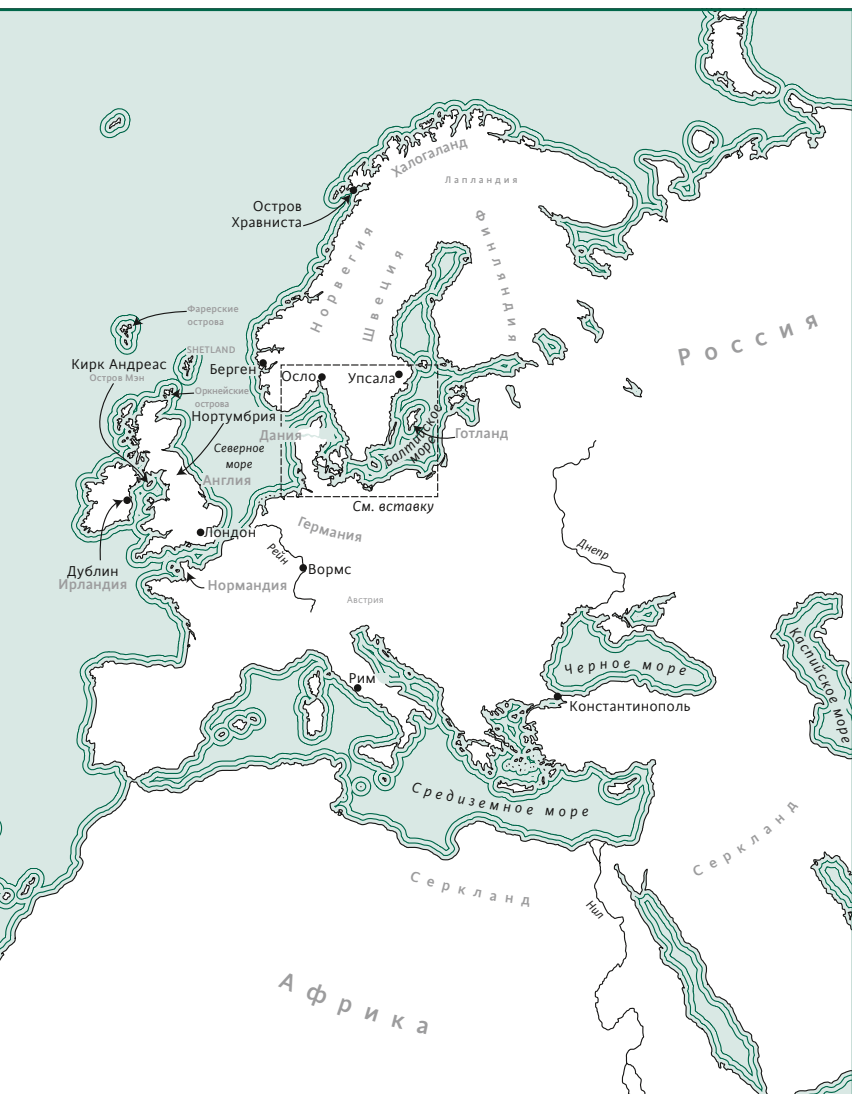 Халогаланд
Лапландия
Остров
Храvниста
Финляндия
Норвегия
Швеция
Фарерские
острова
Россия
SHETLAND
Кирк Андреас
Остров Мэн
Берген
Осло
Упсала
Оркнейские
острова
Нортумбрия
Дания
Северное
море
Балтийское
море
Готланд
Англия
См. вставку
Германия
Лондон
Рейн
Днепр
Дублин
Ирландия
Вормс
Нормандия
Австрия
Черное море
Каспийское море
Рим
Константинополь
Средиземное море
Серкланд
Серкланд
Нил
Африка